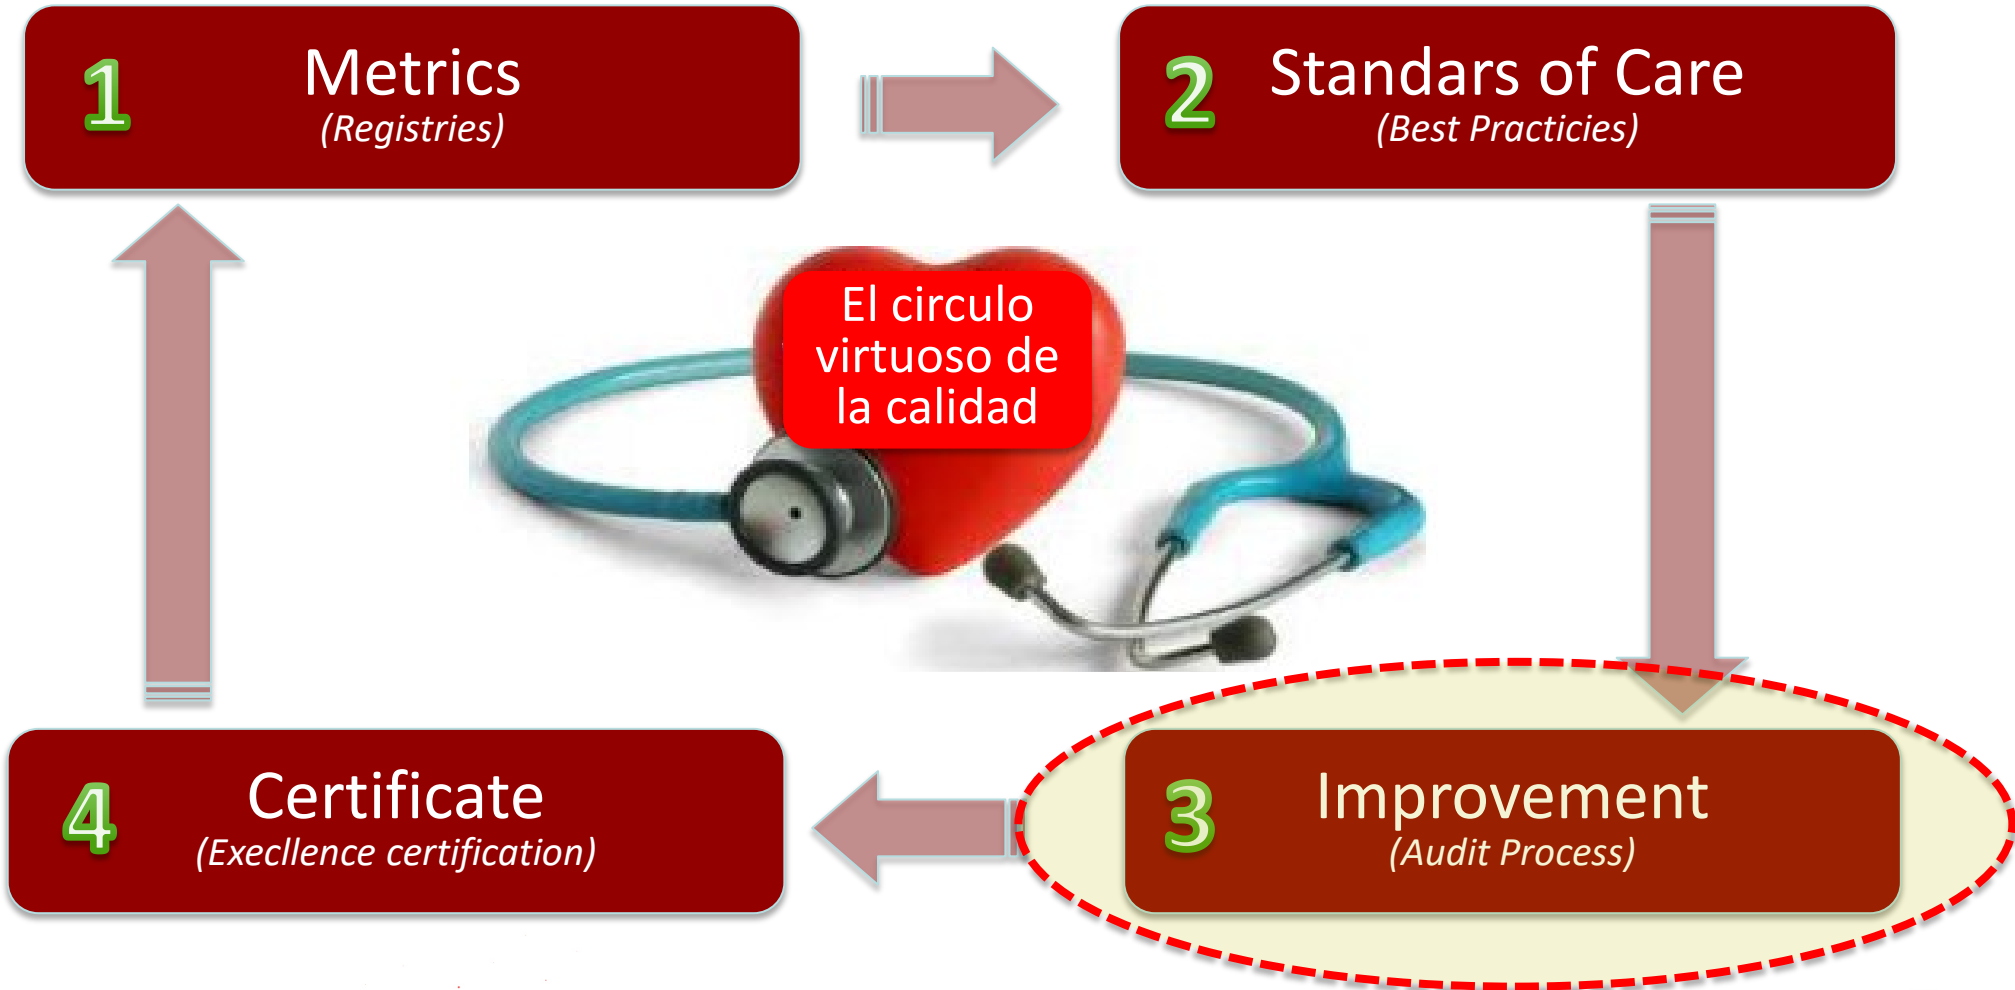 1
Metrics
(Registries)
2
Standars of Care
(Best Practicies)
El circulo
virtuoso de
la calidad
4
Certificate
(Execllence certification)
3
Improvement
(Audit Process)